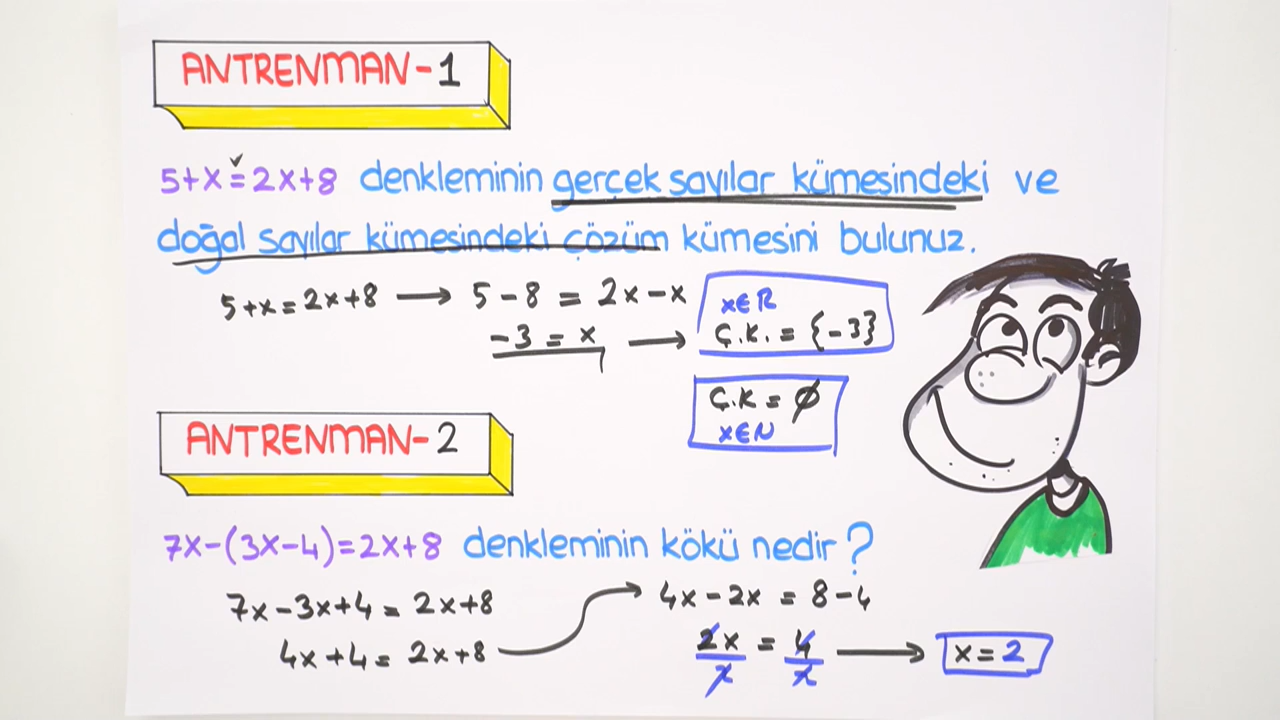 ANTRENMAN-1
5+x=2x+8 denkleminin gerçek sayılar kümesindeki ve
doğal sayılar kümesindeki çözüm kümesini bulunuz.
5+x=2x+8 → 5-8 = 2x-x
-3 = x →
x∈R
Ç.K. = {-3}
Ç.K = ∅
x∈N
ANTRENMAN-2
7x-(3x-4)=2x+8 denkleminin kökü nedir?
7x-3x+4 = 2x+8
4x+4 = 2x+8 →
4x-2x = 8-4
2x/2 = 4/2 → x=2